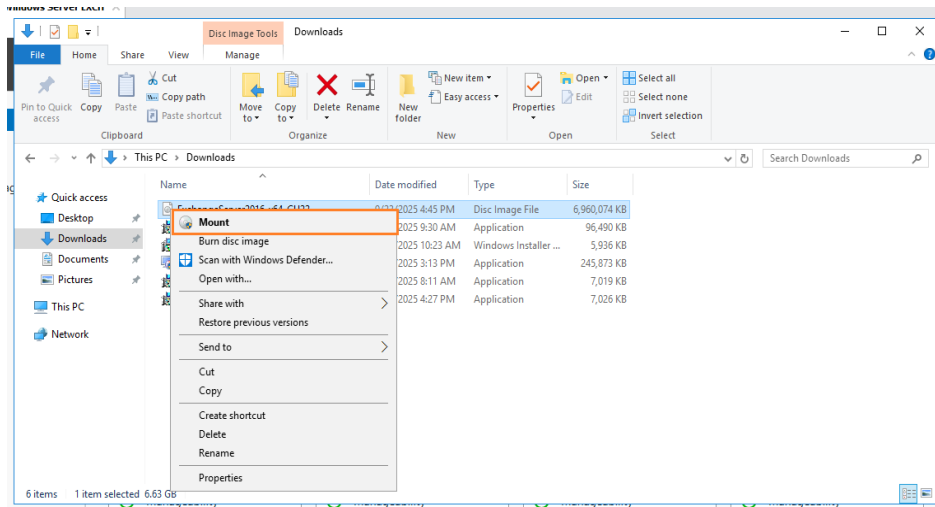 Windows Server Exch
Disc Image Tools Downloads
File Home Share View Manage
Pin to Quick access
Copy
Paste
Cut
Copy path
Paste shortcut
Clipboard
Move to
Copy to
Delete
Rename
Organize
New folder
New item
Easy access
New
Properties
Open
Edit
Open
Select all
Select none
Invert selection
Select
This PC > Downloads
Search Downloads
Name Date modified Type Size
Quick access
Desktop
Downloads
Documents
Pictures
This PC
Network
ExchangeServer2016-x64-CU23 /2025 4:45 PM Disc Image File 6,960,074 KB
2025 9:30 AM Application 96,490 KB
/2025 10:23 AM Windows Installer ... 5,936 KB
2025 3:13 PM Application 245,873 KB
2025 8:11 AM Application 7,019 KB
/2025 4:27 PM Application 7,026 KB
Mount
Burn disc image
Scan with Windows Defender...
Open with...
Share with
Restore previous versions
Send to
Cut
Copy
Create shortcut
Delete
Rename
Properties
6 items 1 item selected 6.63 GB